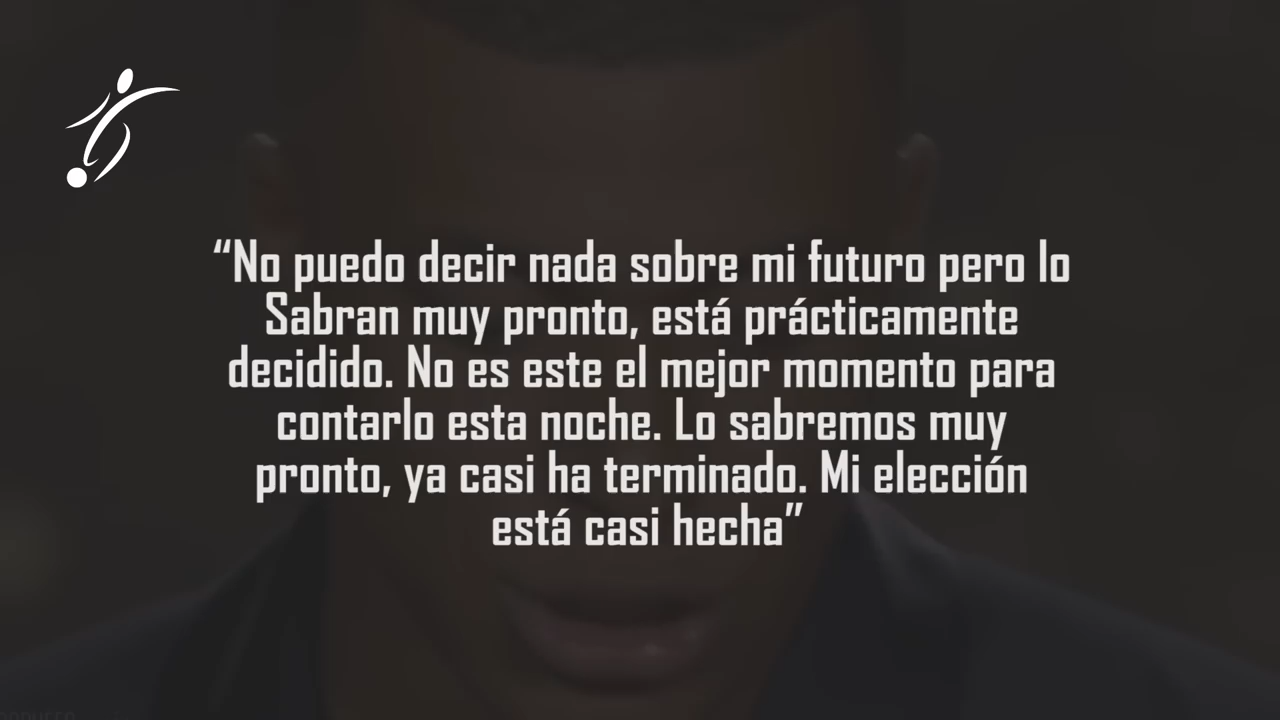 “No puedo decir nada sobre mi futuro pero lo
Sabran muy pronto, está prácticamente
decidido. No es este el mejor momento para
contarlo esta noche. Lo sabremos muy
pronto, ya casi ha terminado. Mi elección
está casi hecha”